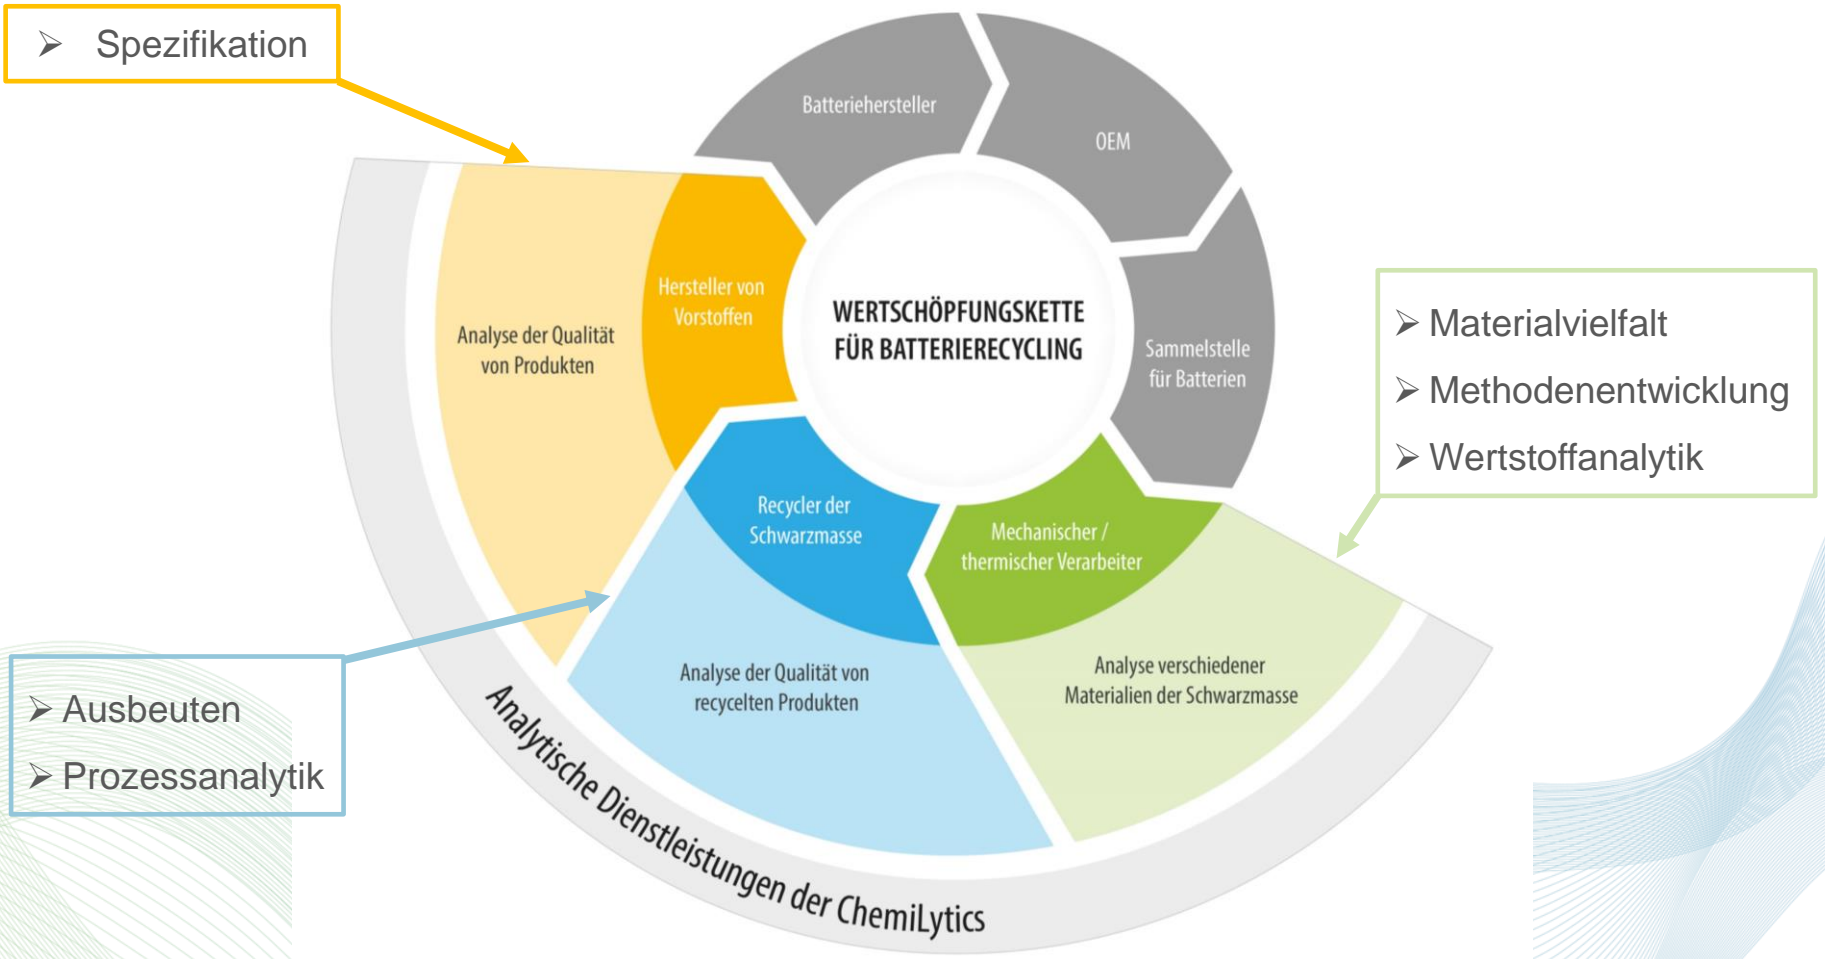 ➢ Spezifikation
Batteriehersteller
OEM
Hersteller von
Vorstoffen
Analyse der Qualität
von Produkten
WERTSCHÖPFUNGSKETTE
FÜR BATTERIERECYCLING
Sammelstelle
für Batterien
➢ Materialvielfalt
➢ Methodenentwicklung
➢ Wertstoffanalytik
Recycler der
Schwarzmasse
Mechanischer /
thermischer Verarbeiter
Analyse der Qualität von
recycelten Produkten
Analyse verschiedener
Materialien der Schwarzmasse
➢ Ausbeuten
➢ Prozessanalytik
Analytische Dienstleistungen der ChemiLytics